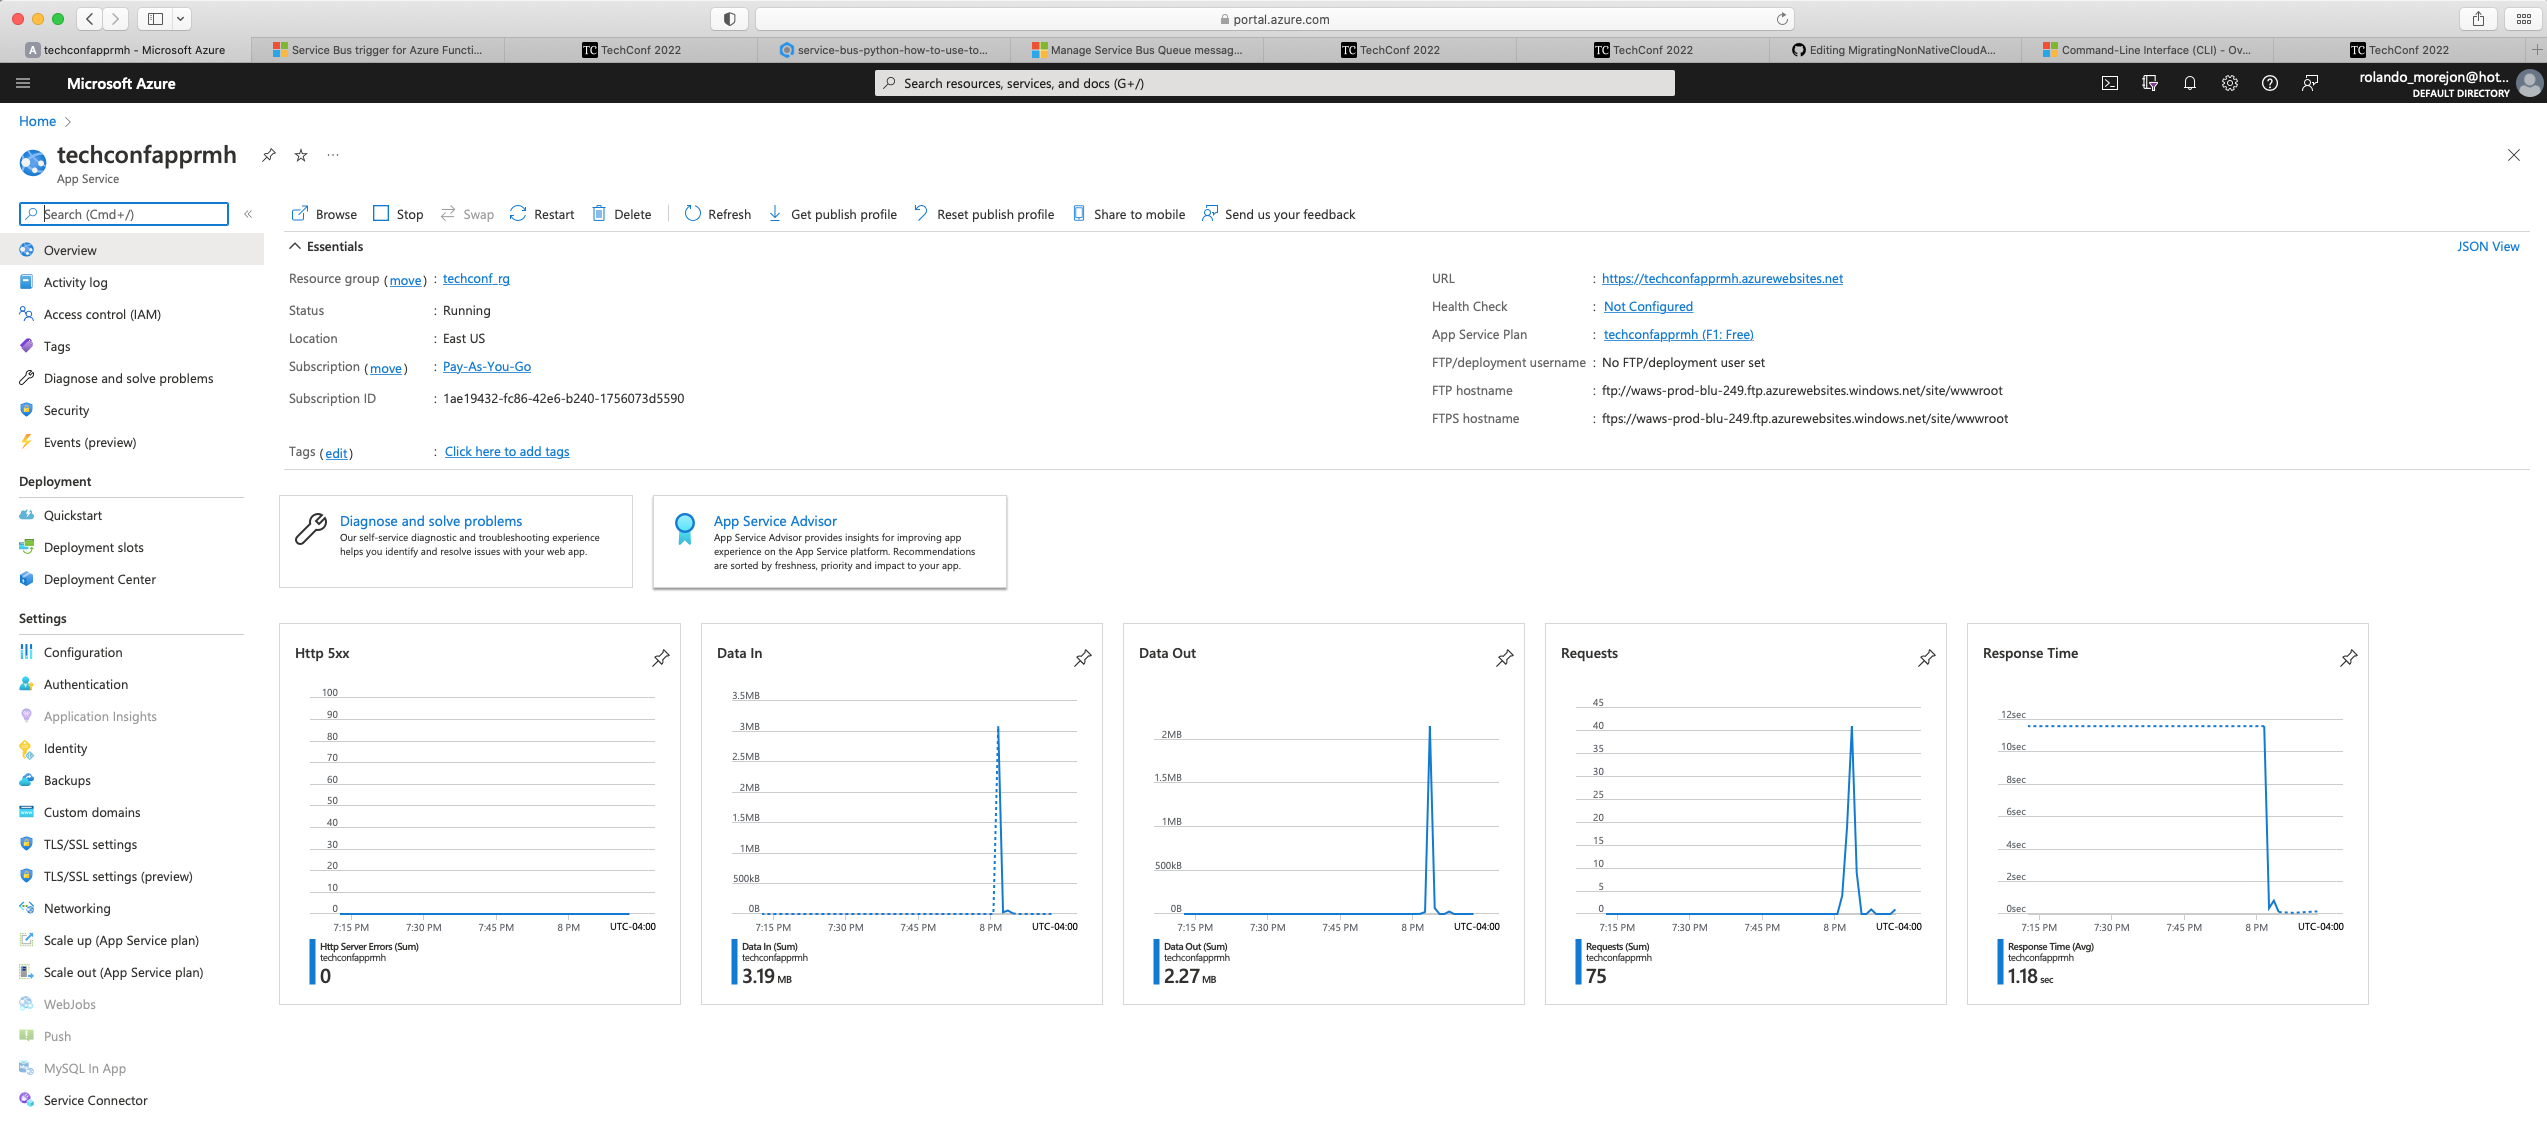 portal.azure.com
techconfapprmh - Microsoft Azure
Service Bus trigger for Azure Functi...
TechConf 2022
service-bus-python-how-to-use-to...
Manage Service Bus Queue messag...
TechConf 2022
TechConf 2022
Editing MigratingNonNativeCloudA...
Command-Line Interface (CLI) - Ov...
TechConf 2022
Microsoft Azure
Search resources, services, and docs (G+/)
rolando_morejon@hot...
DEFAULT DIRECTORY
Home
techconfapprmh
App Service
Search (Cmd+/)
Overview
Activity log
Access control (IAM)
Tags
Diagnose and solve problems
Security
Events (preview)
Deployment
Quickstart
Deployment slots
Deployment Center
Settings
Configuration
Authentication
Application Insights
Identity
Backups
Custom domains
TLS/SSL settings
TLS/SSL settings (preview)
Networking
Scale up (App Service plan)
Scale out (App Service plan)
WebJobs
Push
MySQL In App
Service Connector
Browse Stop Swap Restart Delete Refresh Get publish profile Reset publish profile Share to mobile Send us your feedback
Essentials
JSON View
Resource group (move) : techconf_rg
Status : Running
Location : East US
Subscription (move) : Pay-As-You-Go
Subscription ID : 1ae19432-fc86-42e6-b240-1756073d5590
Tags (edit) : Click here to add tags
URL : https://techconfapprmh.azurewebsites.net
Health Check : Not Configured
App Service Plan : techconfapprmh (F1: Free)
FTP/deployment username : No FTP/deployment user set
FTP hostname : ftp://waws-prod-blu-249.ftp.azurewebsites.windows.net/site/wwwroot
FTPS hostname : ftps://waws-prod-blu-249.ftp.azurewebsites.windows.net/site/wwwroot
Diagnose and solve problems
Our self-service diagnostic and troubleshooting experience
helps you identify and resolve issues with your web app.
App Service Advisor
App Service Advisor provides insights for improving app
experience on the App Service platform. Recommendations
are sorted by freshness, priority and impact to your app.
Http 5xx
100
90
80
70
60
50
40
30
20
10
0
7:15 PM 7:30 PM 7:45 PM 8 PM UTC-04:00
Http Server Errors (Sum)
techconfapprmh
0
Data In
3.5MB
3MB
2.5MB
2MB
1.5MB
1MB
500kB
0B
7:15 PM 7:30 PM 7:45 PM 8 PM UTC-04:00
Data In (Sum)
techconfapprmh
3.19 MB
Data Out
2MB
1.5MB
1MB
500kB
0B
7:15 PM 7:30 PM 7:45 PM 8 PM UTC-04:00
Data Out (Sum)
techconfapprmh
2.27 MB
Requests
45
40
35
30
25
20
15
10
5
0
7:15 PM 7:30 PM 7:45 PM 8 PM UTC-04:00
Requests (Sum)
techconfapprmh
75
Response Time
12sec
10sec
8sec
6sec
4sec
2sec
0sec
7:15 PM 7:30 PM 7:45 PM 8 PM UTC-04:00
Response Time (Avg)
techconfapprmh
1.18 sec